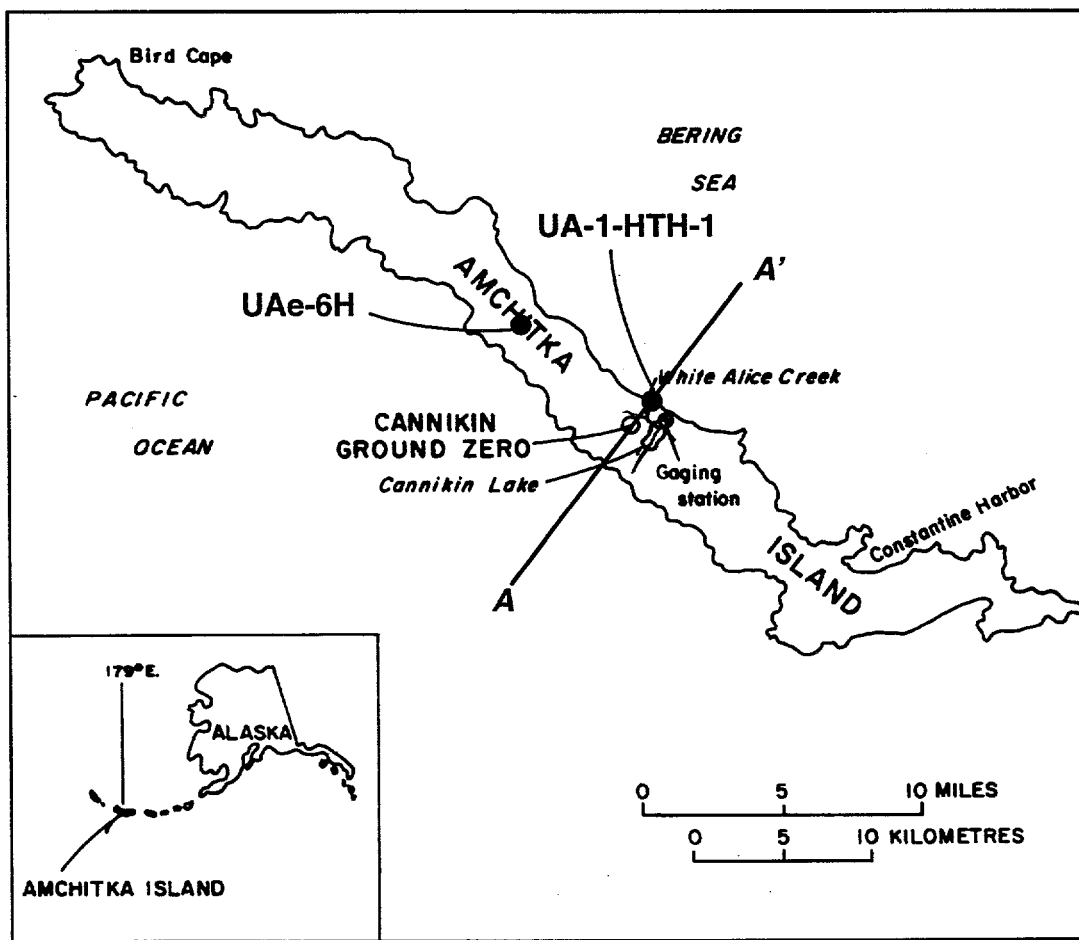 Bird Cape
BERING
SEA
UA-1-HTH-1
A'
AMCHITKA
UAe-6H
White Alice Creek
PACIFIC
OCEAN
CANNIKIN
GROUND ZERO
Cannikin Lake
Gaging
station
Constantine Harbor
ISLAND
A
179° E.
ALASKA
AMCHITKA ISLAND
0 5 10 MILES
0 5 10 KILOMETRES